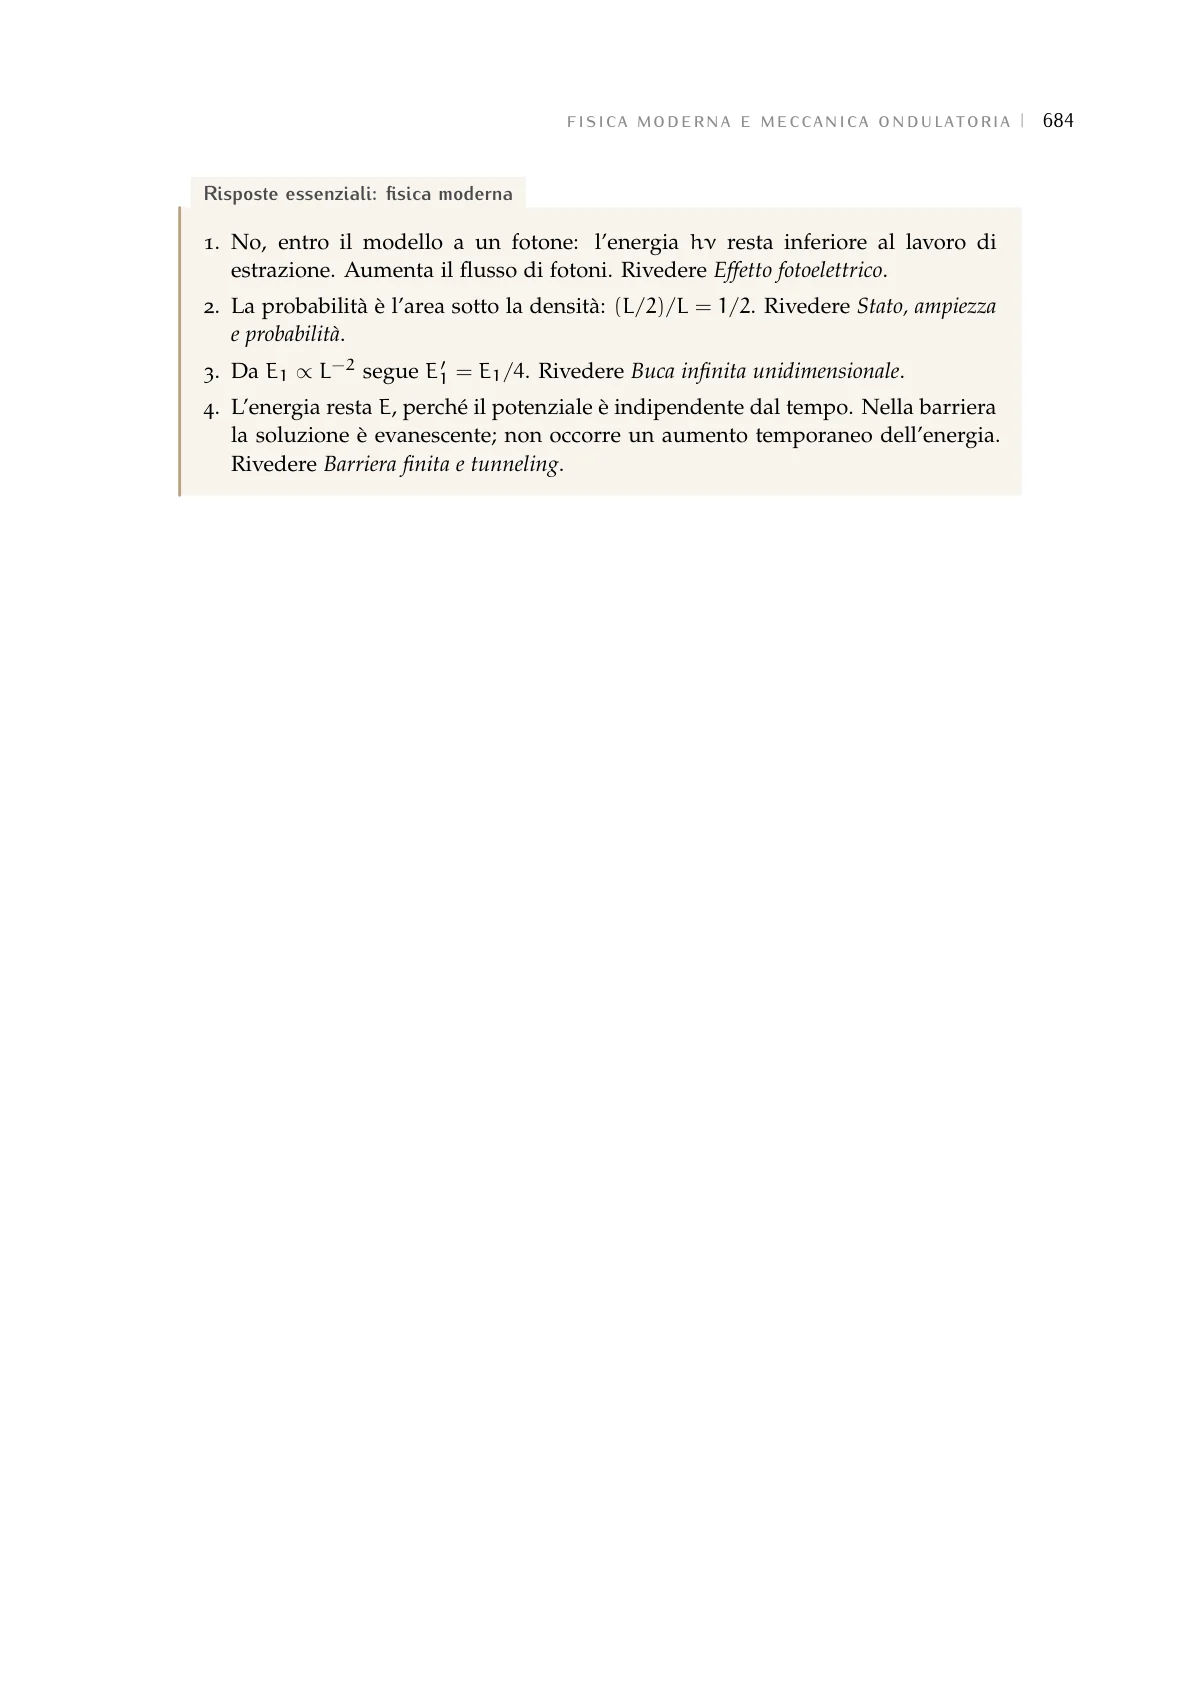 FISICA MODERNA E MECCANICA ONDULATORIA | 684
Risposte essenziali: fisica moderna
1. No, entro il modello a un fotone: l'energia hν resta inferiore al lavoro di
estrazione. Aumenta il flusso di fotoni. Rivedere Effetto fotoelettrico.
2. La probabilità è l'area sotto la densità: (L/2)/L = 1/2. Rivedere Stato, ampiezza
e probabilità.
3. Da E₁ ∝ L⁻² segue E′₁ = E₁/4. Rivedere Buca infinita unidimensionale.
4. L'energia resta E, perché il potenziale è indipendente dal tempo. Nella barriera
la soluzione è evanescente; non occorre un aumento temporaneo dell'energia.
Rivedere Barriera finita e tunneling.